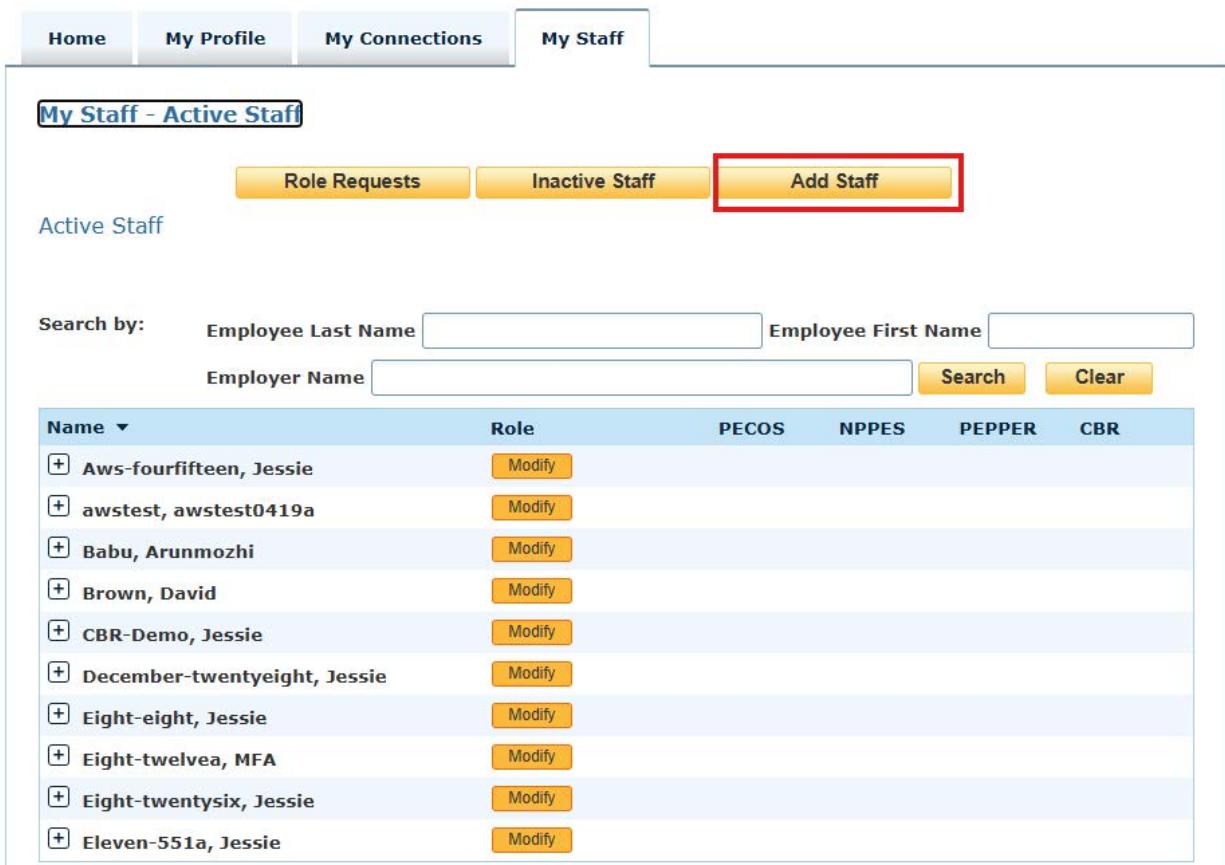 Home My Profile My Connections My Staff
My Staff - Active Staff
Role Requests Inactive Staff Add Staff
Active Staff
Search by: Employee Last Name Employee First Name
Employer Name Search Clear
Name ▼ Role PECOS NPPES PEPPER CBR
+ Aws-fourfifteen, Jessie Modify
+ awstest, awstest0419a Modify
+ Babu, Arunmozhi Modify
+ Brown, David Modify
+ CBR-Demo, Jessie Modify
+ December-twentyeight, Jessie Modify
+ Eight-eight, Jessie Modify
+ Eight-twelvea, MFA Modify
+ Eight-twentysix, Jessie Modify
+ Eleven-551a, Jessie Modify